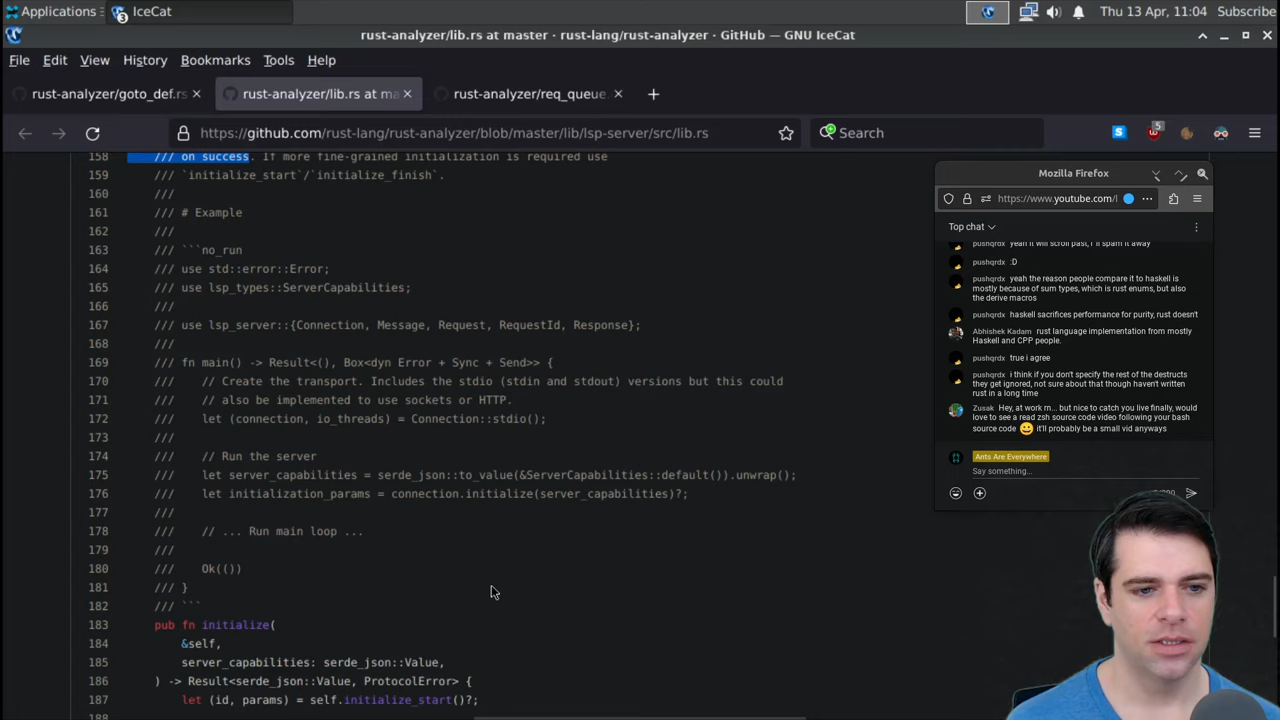 Applications
3
IceCat
Thu 13 Apr, 11:04
Subscribe
rust-analyzer/lib.rs at master · rust-lang/rust-analyzer · GitHub — GNU IceCat
File Edit View History Bookmarks Tools Help
rust-analyzer/goto_def.rs
rust-analyzer/lib.rs at ma
rust-analyzer/req_queue.
https://github.com/rust-lang/rust-analyzer/blob/master/lib/lsp-server/src/lib.rs
Search
5
158 /// on success. If more fine-grained initialization is required use
159 /// `initialize_start`/`initialize_finish`.
160 ///
161 /// # Example
162 ///
163 /// ```no_run
164 /// use std::error::Error;
165 /// use lsp_types::ServerCapabilities;
166 ///
167 /// use lsp_server::{Connection, Message, Request, RequestId, Response};
168 ///
169 /// fn main() -> Result<(), Box<dyn Error + Sync + Send>> {
170 /// // Create the transport. Includes the stdio (stdin and stdout) versions but this could
171 /// // also be implemented to use sockets or HTTP.
172 /// let (connection, io_threads) = Connection::stdio();
173 ///
174 /// // Run the server
175 /// let server_capabilities = serde_json::to_value(&ServerCapabilities::default()).unwrap();
176 /// let initialization_params = connection.initialize(server_capabilities)?;
177 ///
178 /// // ... Run main loop ...
179 ///
180 /// Ok(())
181 /// }
182 /// ```
183 pub fn initialize(
184 &self,
185 server_capabilities: serde_json::Value,
186 ) -> Result<serde_json::Value, ProtocolError> {
187 let (id, params) = self.initialize_start()?;
188
Mozilla Firefox
https://www.youtube.com/l
Top chat
pushqrdx yeah it will scroll past, i'll spam it away
pushqrdx :D
pushqrdx yeah the reason people compare it to haskell is
mostly because of sum types, which is rust enums, but also
the derive macros
pushqrdx haskell sacrifices performance for purity, rust doesn't
Abhishek Kadam rust language implementation from mostly
Haskell and CPP people.
pushqrdx true i agree
pushqrdx i think if you don't specify the rest of the destructs
they get ignored, not sure about that though haven't written
rust in a long time
Zusak Hey, at work rn... but nice to catch you live finally, would
love to see a read zsh source code video following your bash
source code it'll probably be a small vid anyways
Ants Are Everywhere
Say something...